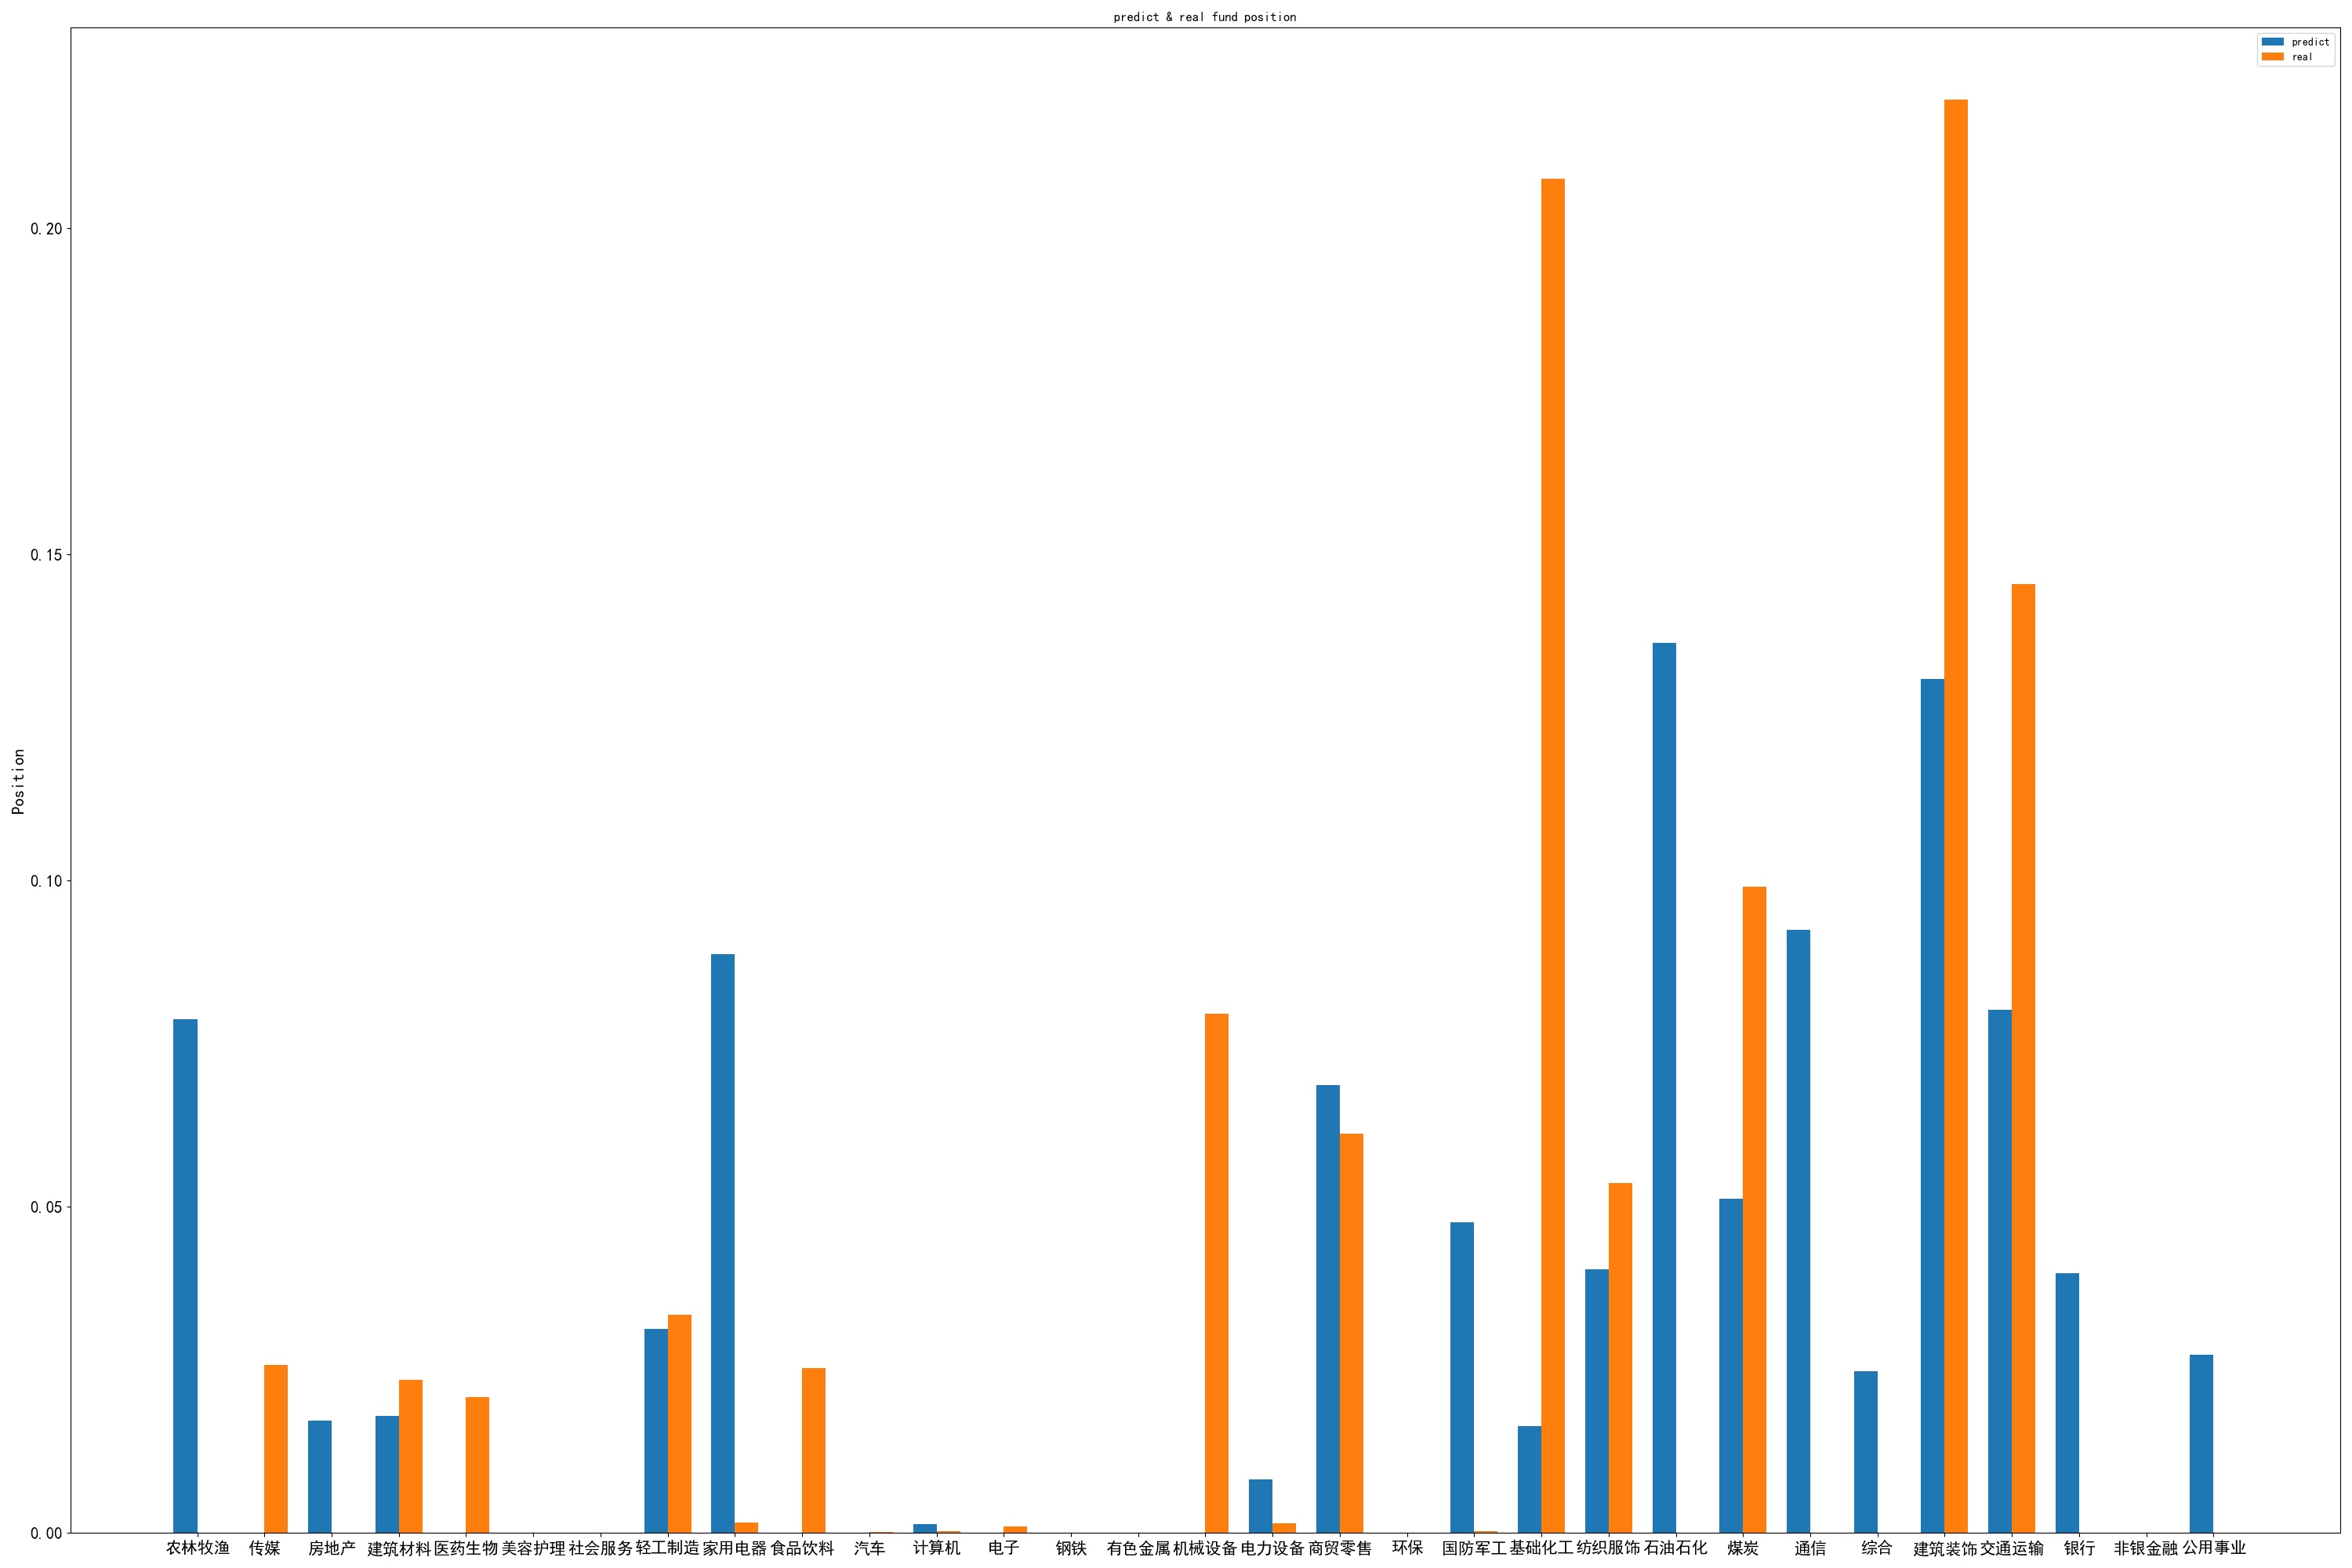 predict & real fund position
predict
real
Position
0.20
0.15
0.10
0.05
0.00
农林牧渔 传媒 房地产 建筑材料 医药生物 美容护理 社会服务 轻工制造 家用电器 食品饮料 汽车 计算机 电子 钢铁 有色金属 机械设备 电力设备 商贸零售 环保 国防军工 基础化工 纺织服饰 石油石化 煤炭 通信 综合 建筑装饰 交通运输 银行 非银金融 公用事业